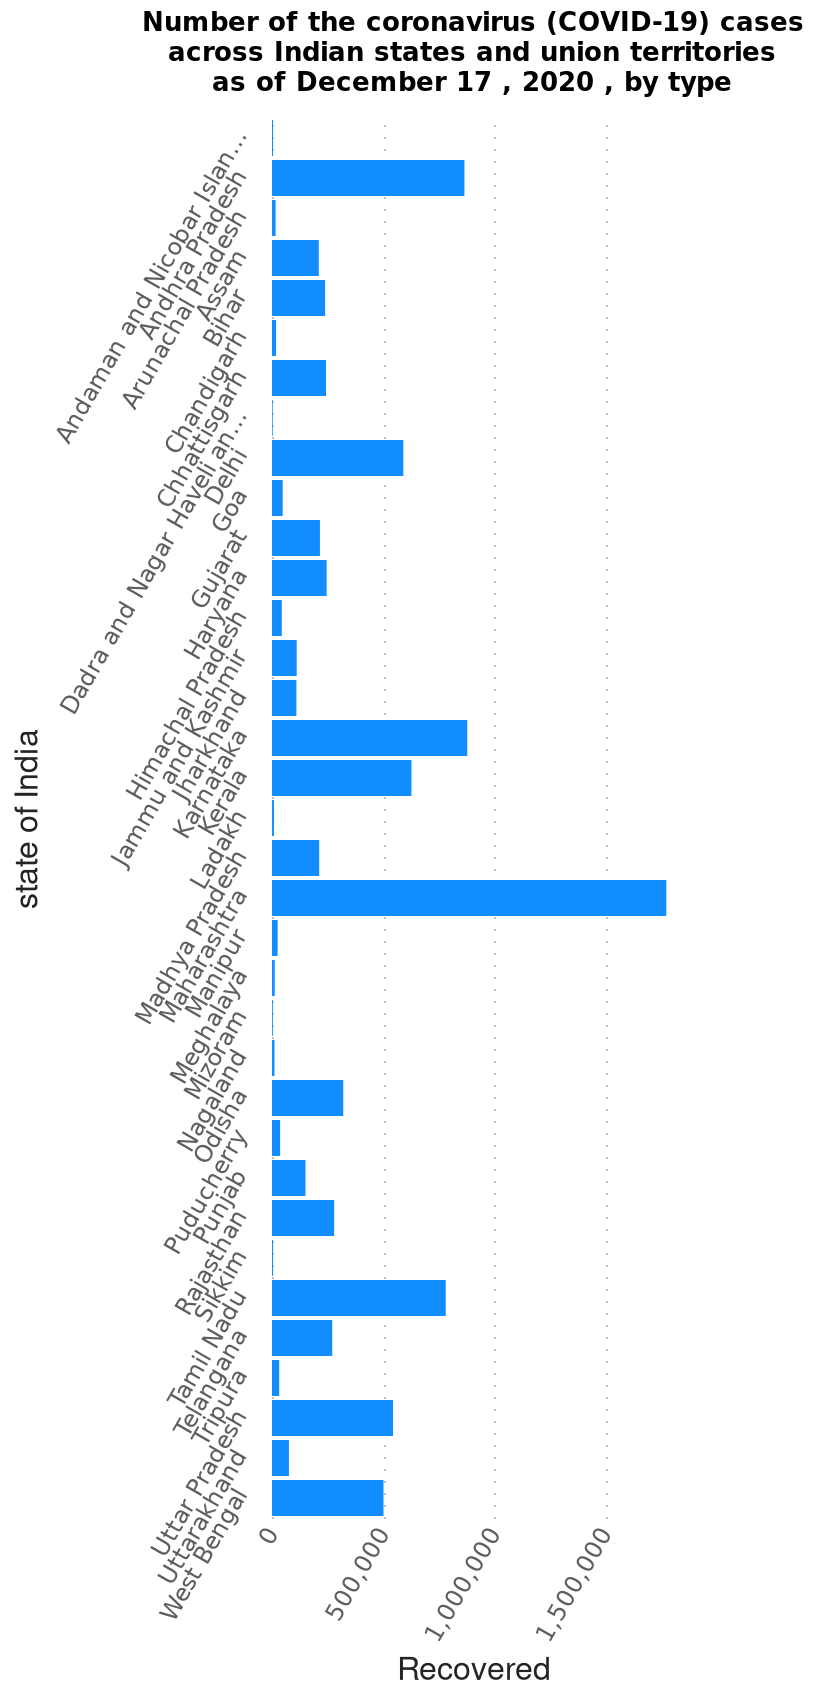 Number of the coronavirus (COVID-19) cases
across Indian states and union territories
as of December 17 , 2020 , by type
Andaman and Nicobar Islan...
Andhra Pradesh
Arunachal Pradesh
Assam
Bihar
Chandigarh
Chhattisgarh
Dadra and Nagar Haveli an...
Delhi
Goa
Gujarat
Haryana
Himachal Pradesh
Jammu and Kashmir
Jharkhand
Karnataka
Kerala
Ladakh
Madhya Pradesh
Maharashtra
Manipur
Meghalaya
Mizoram
Nagaland
Odisha
Puducherry
Punjab
Rajasthan
Sikkim
Tamil Nadu
Telangana
Tripura
Uttar Pradesh
Uttarakhand
West Bengal
state of India
0
500,000
1,000,000
1,500,000
Recovered